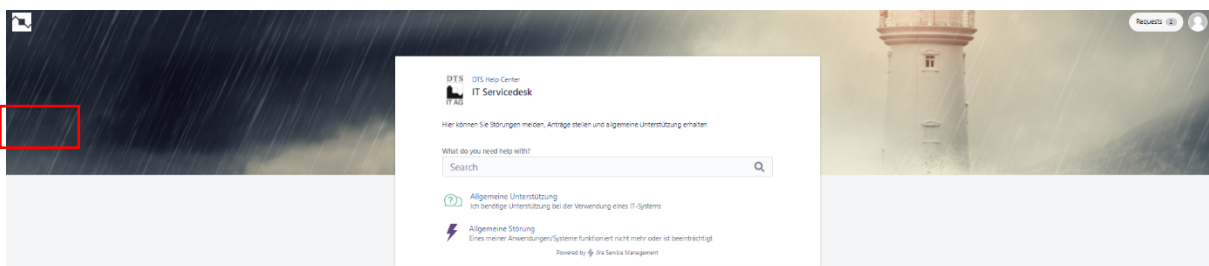 Requests 2
DTS
IT AG
DTS Help Center
IT Servicedesk
Hier können Sie Störungen melden, Anträge stellen und allgemeine Unterstützung erhalten
What do you need help with?
Search
Allgemeine Unterstützung
Ich benötige Unterstützung bei der Verwendung eines IT-Systems
Allgemeine Störung
Eines meiner Anwendungen/Systeme funktioniert nicht mehr oder ist beeinträchtigt
Powered by Jira Service Management